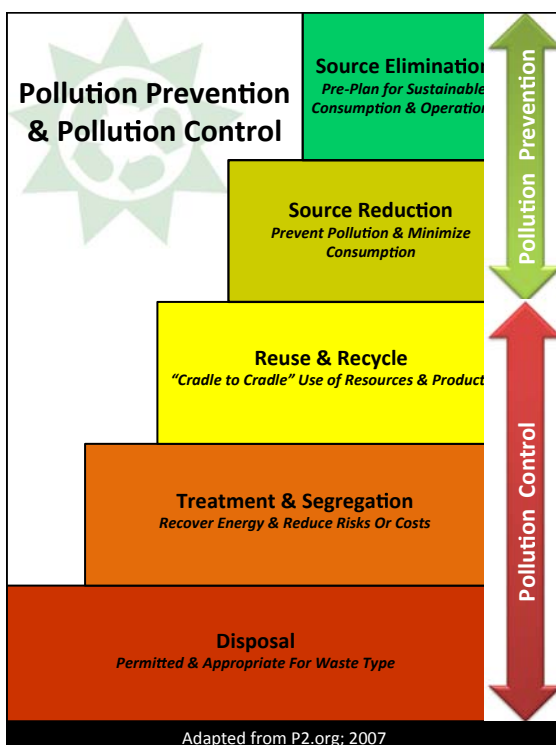 Pollution Prevention
& Pollution Control
Source Elimination
Pre-Plan for Sustainable
Consumption & Operation
Source Reduction
Prevent Pollution & Minimize
Consumption
Reuse & Recycle
“Cradle to Cradle” Use of Resources & Product
Treatment & Segregation
Recover Energy & Reduce Risks Or Costs
Disposal
Permitted & Appropriate For Waste Type
Pollution Prevention
Pollution Control
Adapted from P2.org; 2007